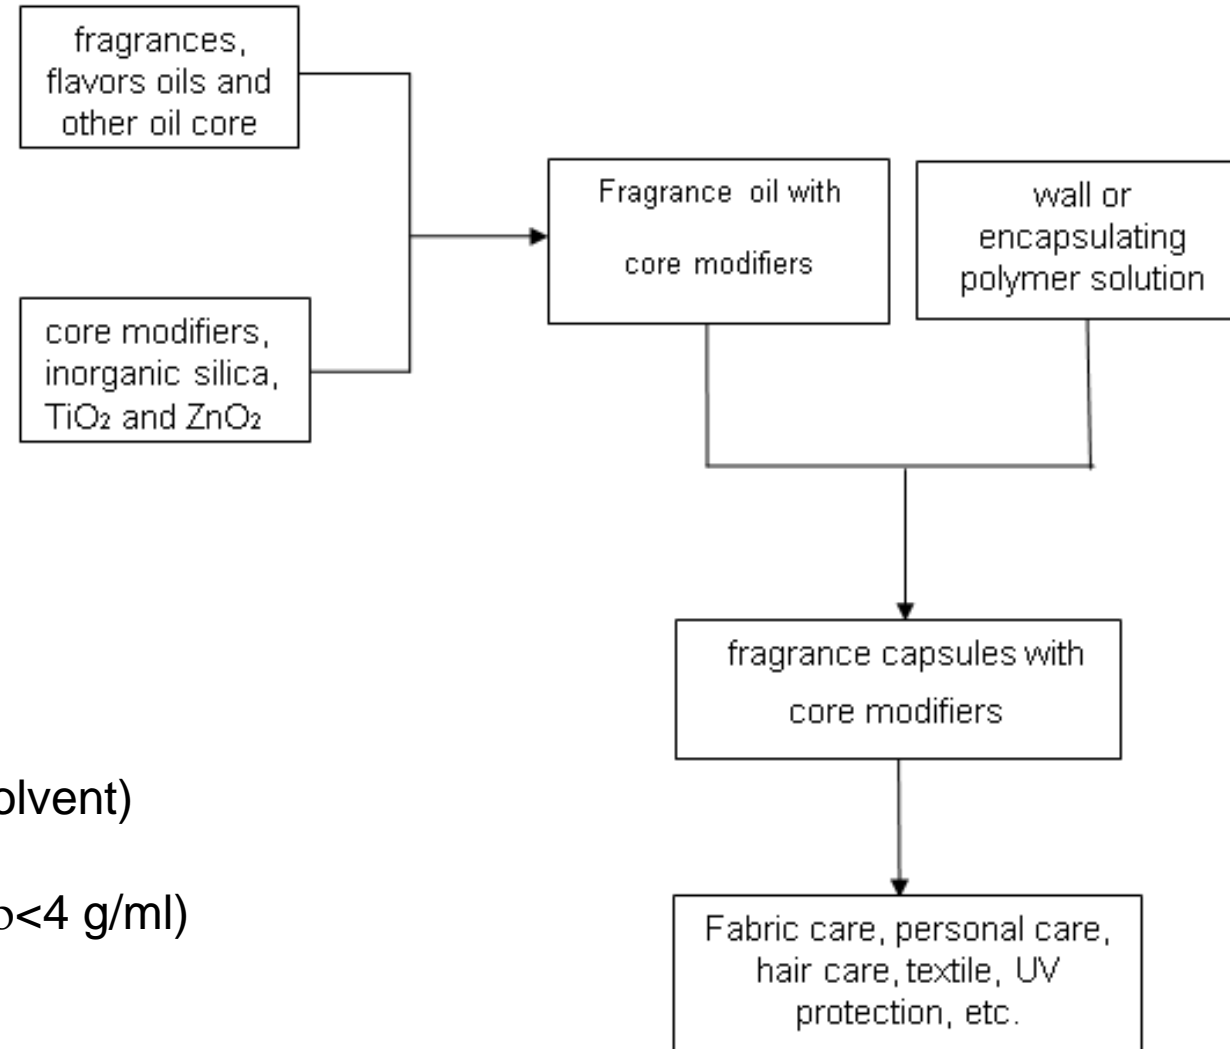 fragrances,
flavors oils and
other oil core
core modifiers,
inorganic silica,
TiO₂ and ZnO₂
Fragrance oil with
core modifiers
wall or
encapsulating
polymer solution
fragrance capsules with
core modifiers
olvent)
<4 g/ml)
Fabric care, personal care,
hair care, textile, UV
protection, etc.